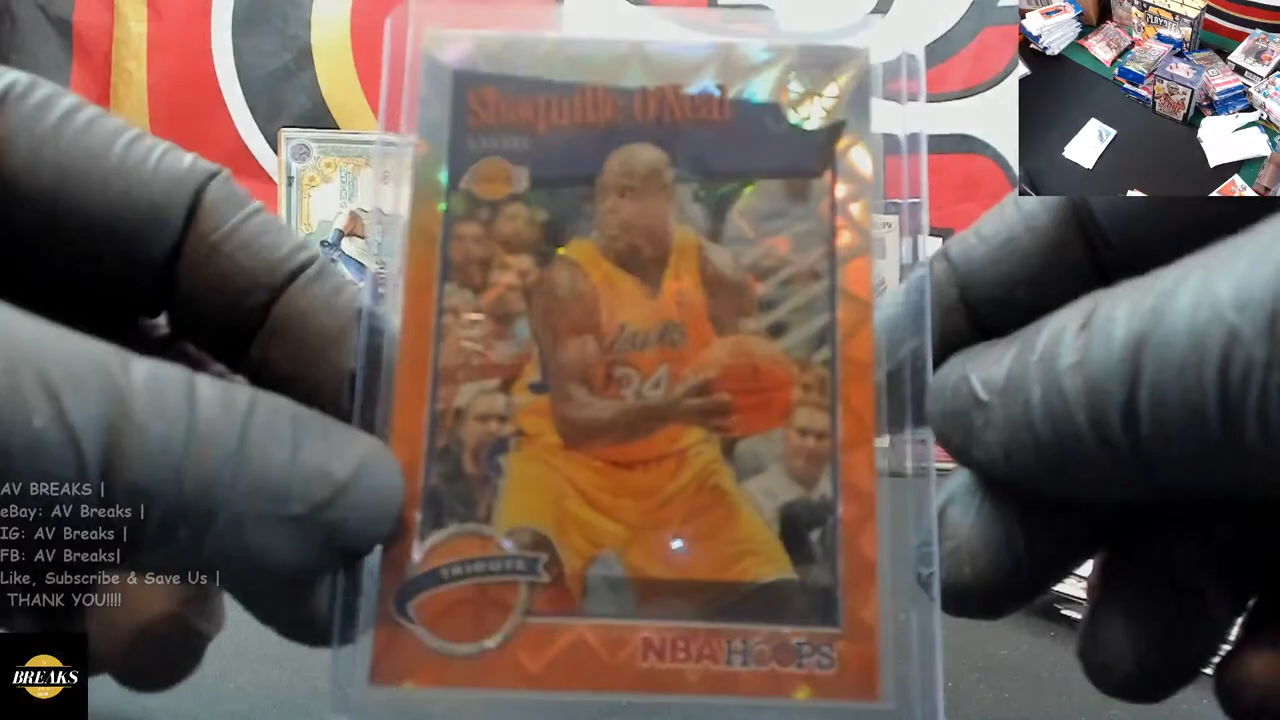 Shaquille O'Neal
LAKERS
Lakers
34
TRIBUTE
NBA HOOPS
PLAYOFF
AV BREAKS |
eBay: AV Breaks |
IG: AV Breaks |
FB: AV Breaks|
Like, Subscribe & Save Us |
THANK YOU!!!!
BREAKS